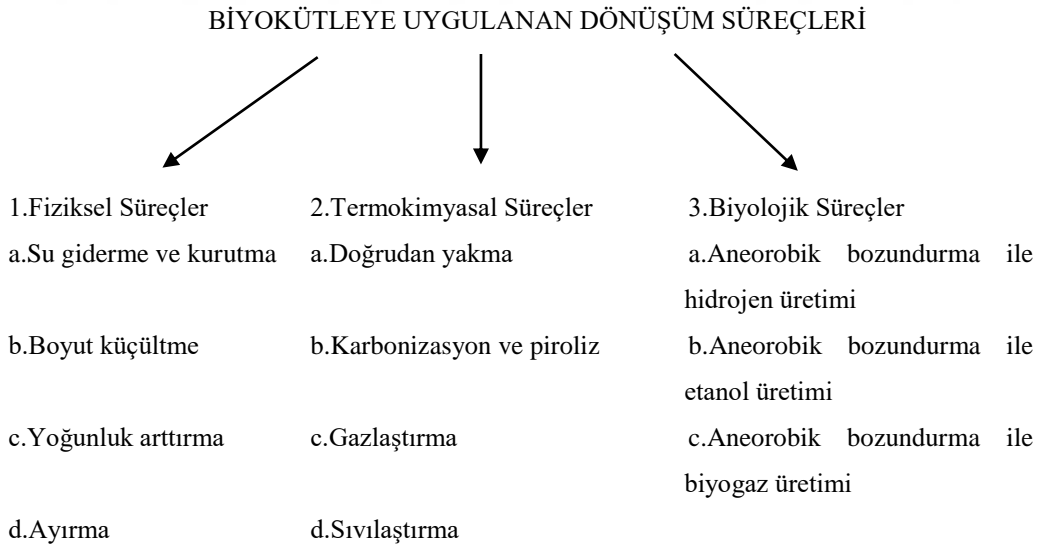 BİYOKÜTLEYE UYGULANAN DÖNÜŞÜM SÜREÇLERİ
1.Fiziksel Süreçler
2.Termokimyasal Süreçler
3.Biyolojik Süreçler
a.Su giderme ve kurutma
a.Doğrudan yakma
a.Aneorobik bozundurma ile
hidrojen üretimi
b.Boyut küçültme
b.Karbonizasyon ve piroliz
b.Aneorobik bozundurma ile
etanol üretimi
c.Yoğunluk arttırma
c.Gazlaştırma
c.Aneorobik bozundurma ile
biyogaz üretimi
d.Ayırma
d.Sıvılaştırma